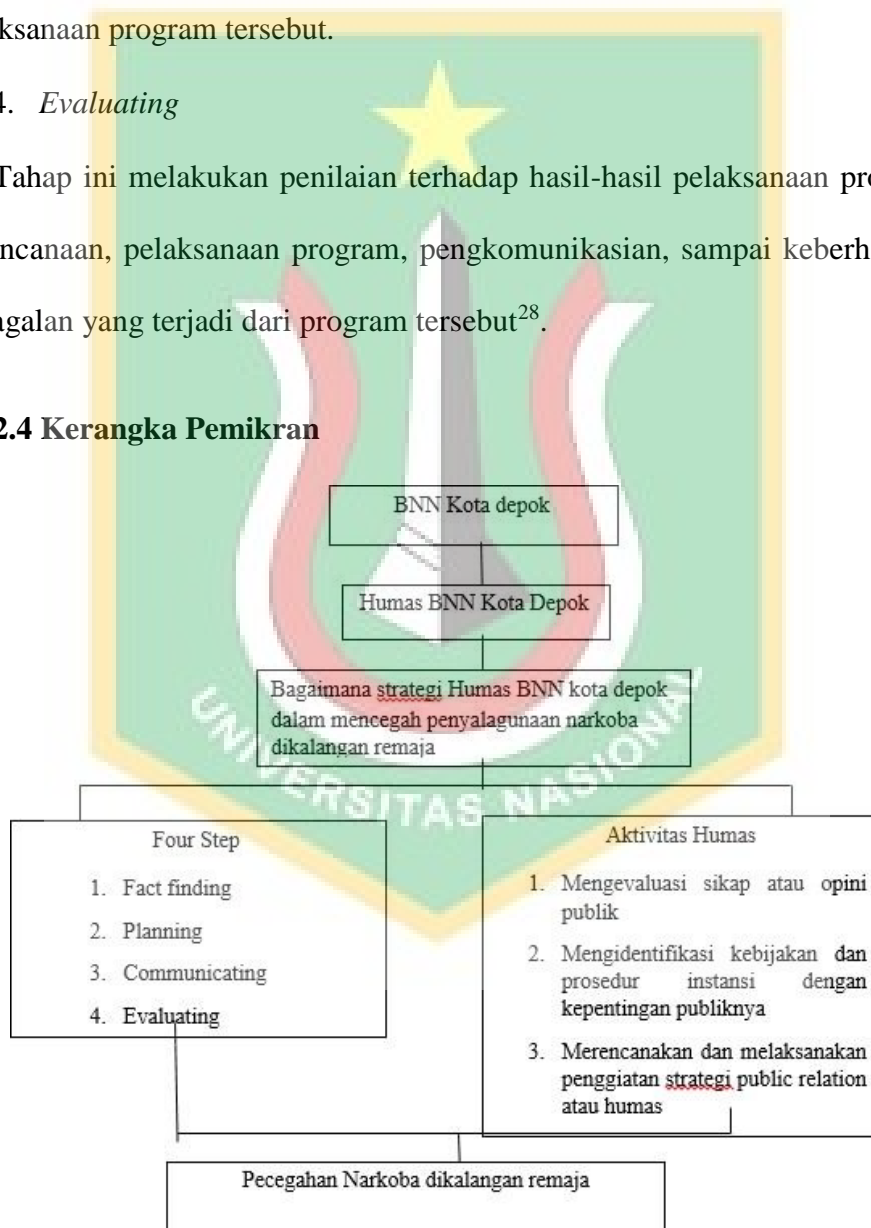 ksanaan program tersebut.
4. Evaluating
Tahap ini melakukan penilaian terhadap hasil-hasil pelaksanaan pro
ncanaan, pelaksanaan program, pengkomunikasian, sampai keberh
agalan yang terjadi dari program tersebut28.
2.4 Kerangka Pemikran
BNN Kota depok
Humas BNN Kota Depok
Bagaimana strategi Humas BNN kota depok
dalam mencegah penyalagunaan narkoba
dikalangan remaja
UNIVERSITAS NASIONAL
Four Step
1. Fact finding
2. Planning
3. Communicating
4. Evaluating
Aktivitas Humas
1. Mengevaluasi sikap atau opini
publik
2. Mengidentifikasi kebijakan dan
prosedur instansi dengan
kepentingan publiknya
3. Merencanakan dan melaksanakan
penggiatan strategi public relation
atau humas
Pecegahan Narkoba dikalangan remaja